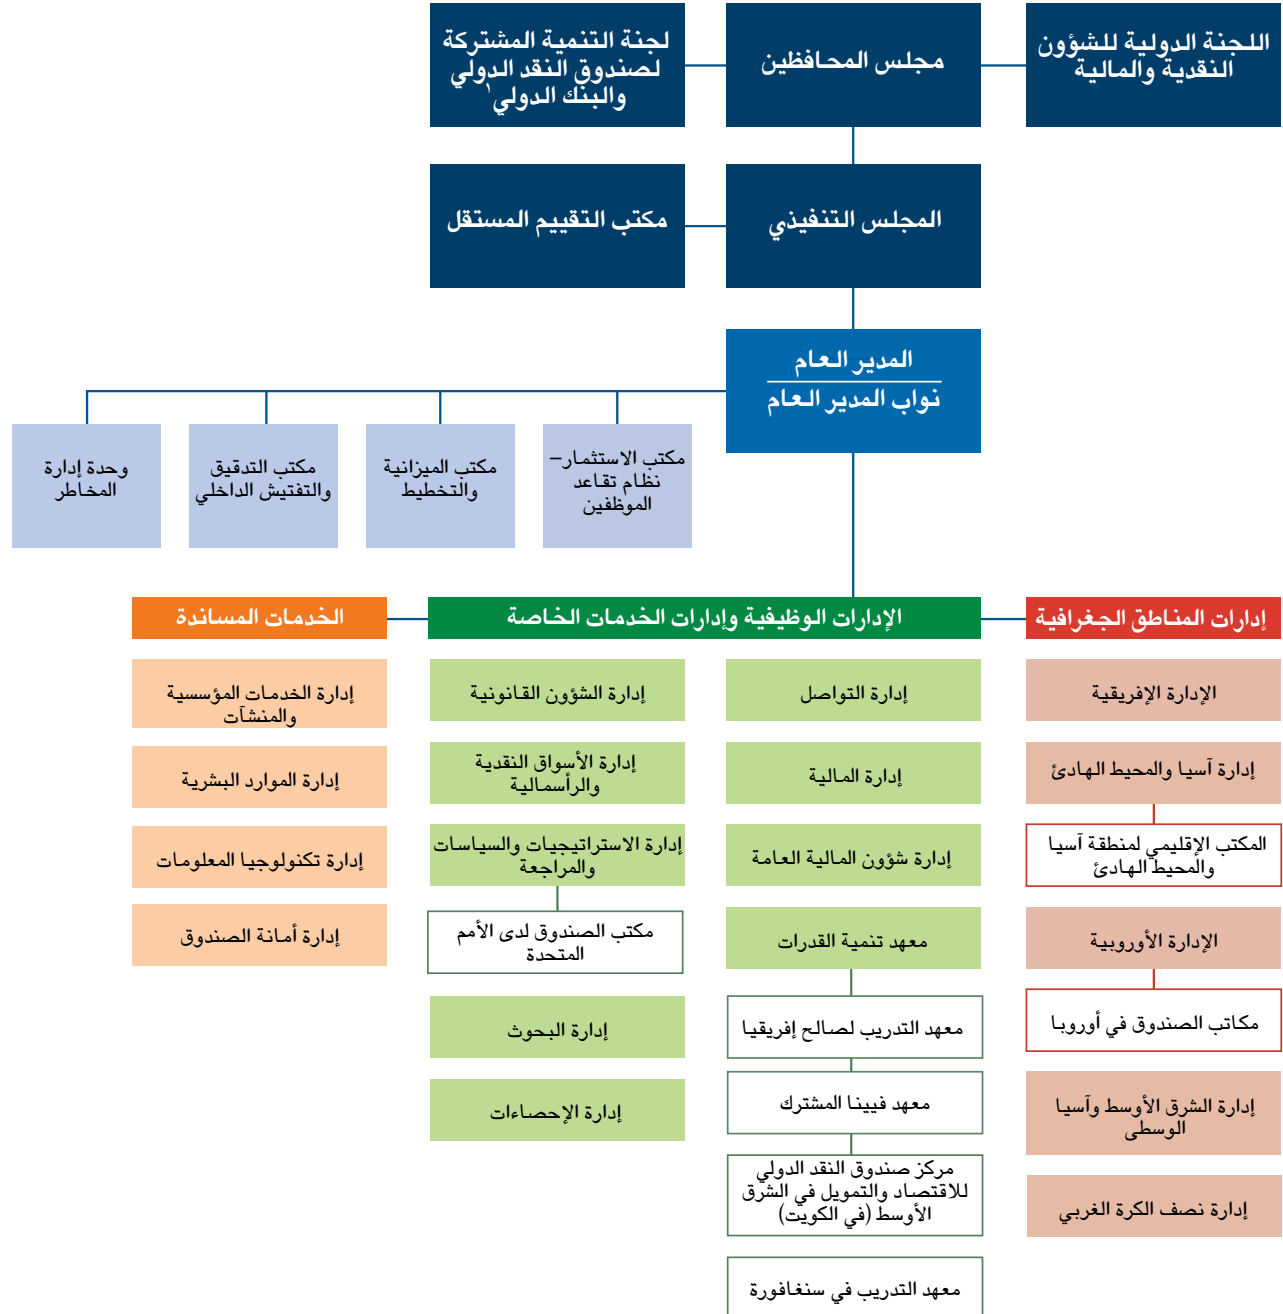 اللجنة الدولية للشؤون
النقدية والمالية
مجلس المحافظين
لجنة التنمية المشتركة
لصندوق النقد الدولي
والبنك الدولي١
المجلس التنفيذي
مكتب التقييم المستقل
المدير العام
نواب المدير العام
مكتب الاستثمار–
نظام تقاعد
الموظفين
مكتب الميزانية
والتخطيط
مكتب التدقيق
والتفتيش الداخلي
وحدة إدارة
المخاطر
إدارات المناطق الجغرافية
الإدارات الوظيفية وإدارات الخدمات الخاصة
الخدمات المساندة
الإدارة الإفريقية
إدارة آسيا والمحيط الهادئ
المكتب الإقليمي لمنطقة آسيا
والمحيط الهادئ
الإدارة الأوروبية
مكاتب الصندوق في أوروبا
إدارة الشرق الأوسط وآسيا
الوسطى
إدارة نصف الكرة الغربي
إدارة التواصل
إدارة المالية
إدارة شؤون المالية العامة
معهد تنمية القدرات
معهد التدريب لصالح إفريقيا
معهد فيينا المشترك
مركز صندوق النقد الدولي
للاقتصاد والتمويل في الشرق
الأوسط (في الكويت)
معهد التدريب في سنغافورة
إدارة الشؤون القانونية
إدارة الأسواق النقدية
والرأسمالية
إدارة الاستراتيجيات والسياسات
والمراجعة
مكتب الصندوق لدى الأمم
المتحدة
إدارة البحوث
إدارة الإحصاءات
إدارة الخدمات المؤسسية
والمنشآت
إدارة الموارد البشرية
إدارة تكنولوجيا المعلومات
إدارة أمانة الصندوق